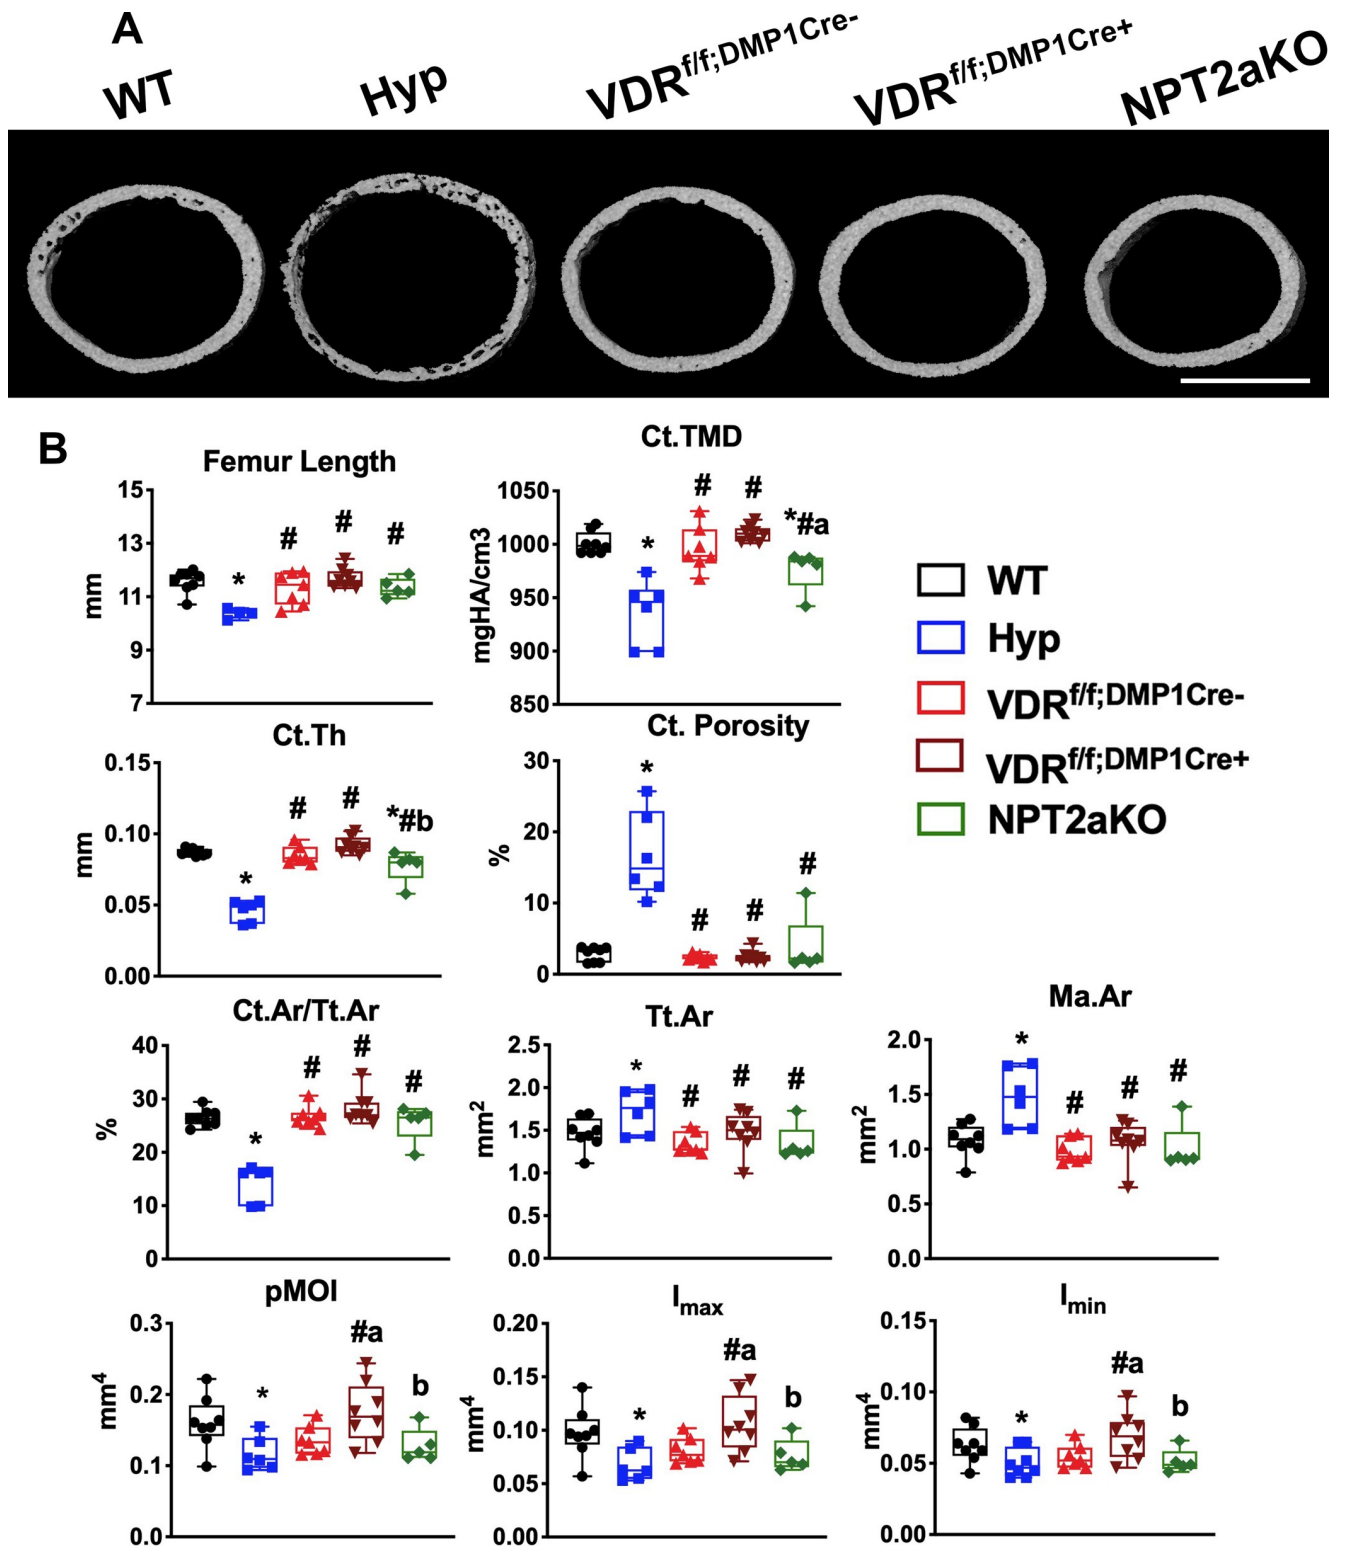 A
WT
Hyp
VDRf/f;DMP1Cre-
VDRf/f;DMP1Cre+
NPT2aKO
B
Femur Length
15
13
11
9
7
mm
*
#
#
#
Ct.TMD
1050
1000
950
900
850
mgHA/cm3
*
#
#
*#a
WT
Hyp
VDRf/f;DMP1Cre-
VDRf/f;DMP1Cre+
NPT2aKO
Ct.Th
0.15
0.10
0.05
0.00
mm
*
#
#
*#b
Ct. Porosity
30
20
10
0
%
*
#
#
#
Ct.Ar/Tt.Ar
40
30
20
10
0
%
*
#
#
#
Tt.Ar
2.5
2.0
1.5
1.0
0.5
0.0
mm2
*
#
#
#
Ma.Ar
2.0
1.5
1.0
0.5
0.0
mm2
*
#
#
#
pMOI
0.3
0.2
0.1
0.0
mm4
*
#a
b
Imax
0.20
0.15
0.10
0.05
0.00
mm4
*
#a
b
Imin
0.15
0.10
0.05
0.00
mm4
*
#a
b